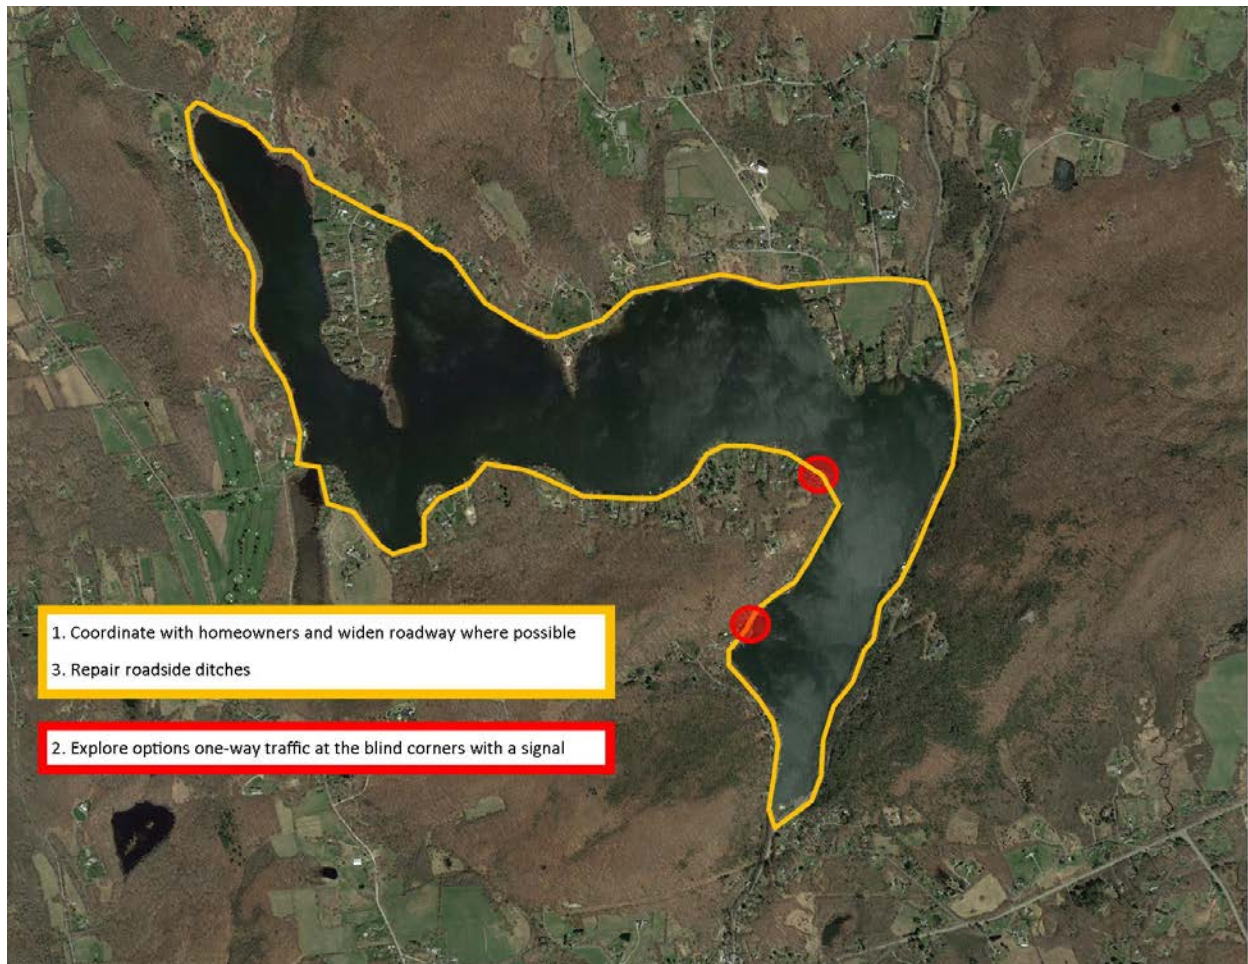 1. Coordinate with homeowners and widen roadway where possible
3. Repair roadside ditches
2. Explore options one-way traffic at the blind corners with a signal